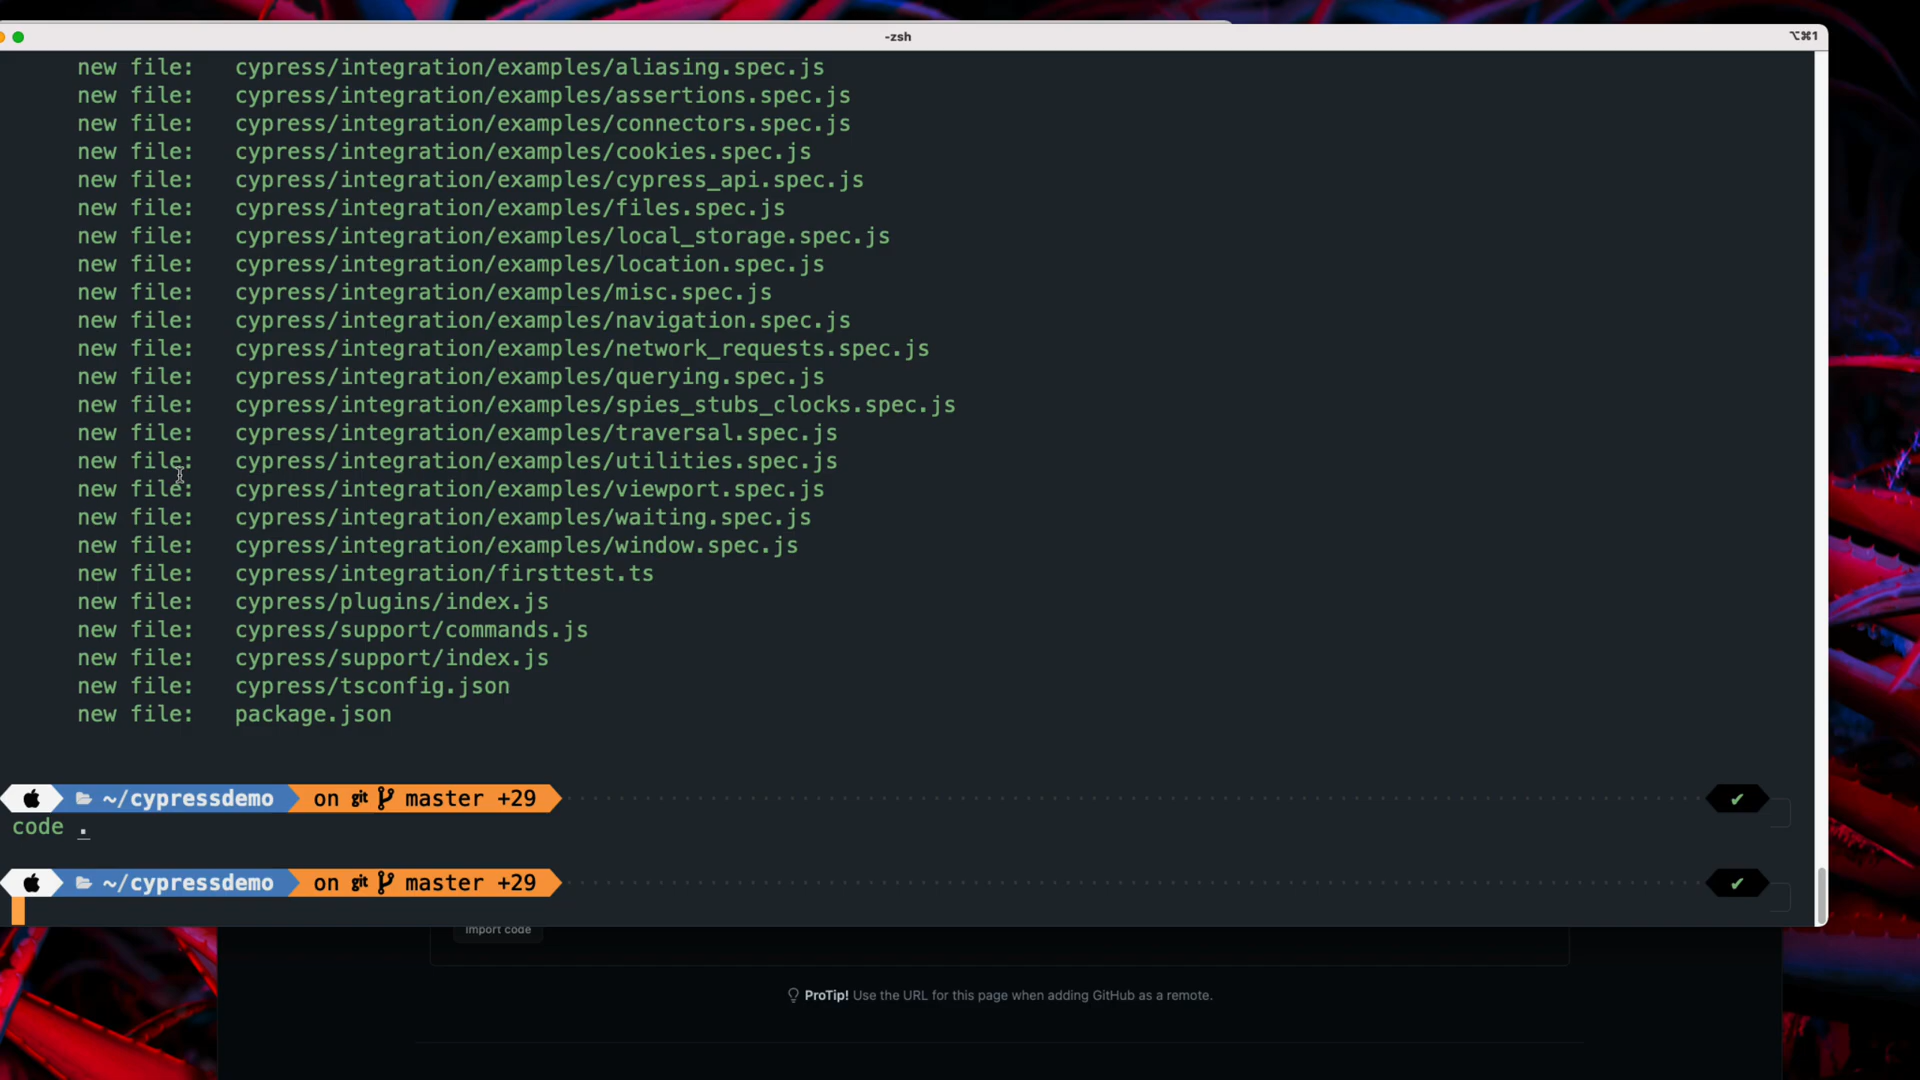 -zsh
⌥⌘1
new file:   cypress/integration/examples/aliasing.spec.js
new file:   cypress/integration/examples/assertions.spec.js
new file:   cypress/integration/examples/connectors.spec.js
new file:   cypress/integration/examples/cookies.spec.js
new file:   cypress/integration/examples/cypress_api.spec.js
new file:   cypress/integration/examples/files.spec.js
new file:   cypress/integration/examples/local_storage.spec.js
new file:   cypress/integration/examples/location.spec.js
new file:   cypress/integration/examples/misc.spec.js
new file:   cypress/integration/examples/navigation.spec.js
new file:   cypress/integration/examples/network_requests.spec.js
new file:   cypress/integration/examples/querying.spec.js
new file:   cypress/integration/examples/spies_stubs_clocks.spec.js
new file:   cypress/integration/examples/traversal.spec.js
new file:   cypress/integration/examples/utilities.spec.js
new file:   cypress/integration/examples/viewport.spec.js
new file:   cypress/integration/examples/waiting.spec.js
new file:   cypress/integration/examples/window.spec.js
new file:   cypress/integration/firsttest.ts
new file:   cypress/plugins/index.js
new file:   cypress/support/commands.js
new file:   cypress/support/index.js
new file:   cypress/tsconfig.json
new file:   package.json
~/cypressdemo on git master +29 ✔
code .
~/cypressdemo on git master +29 ✔
Import code
ProTip! Use the URL for this page when adding GitHub as a remote.